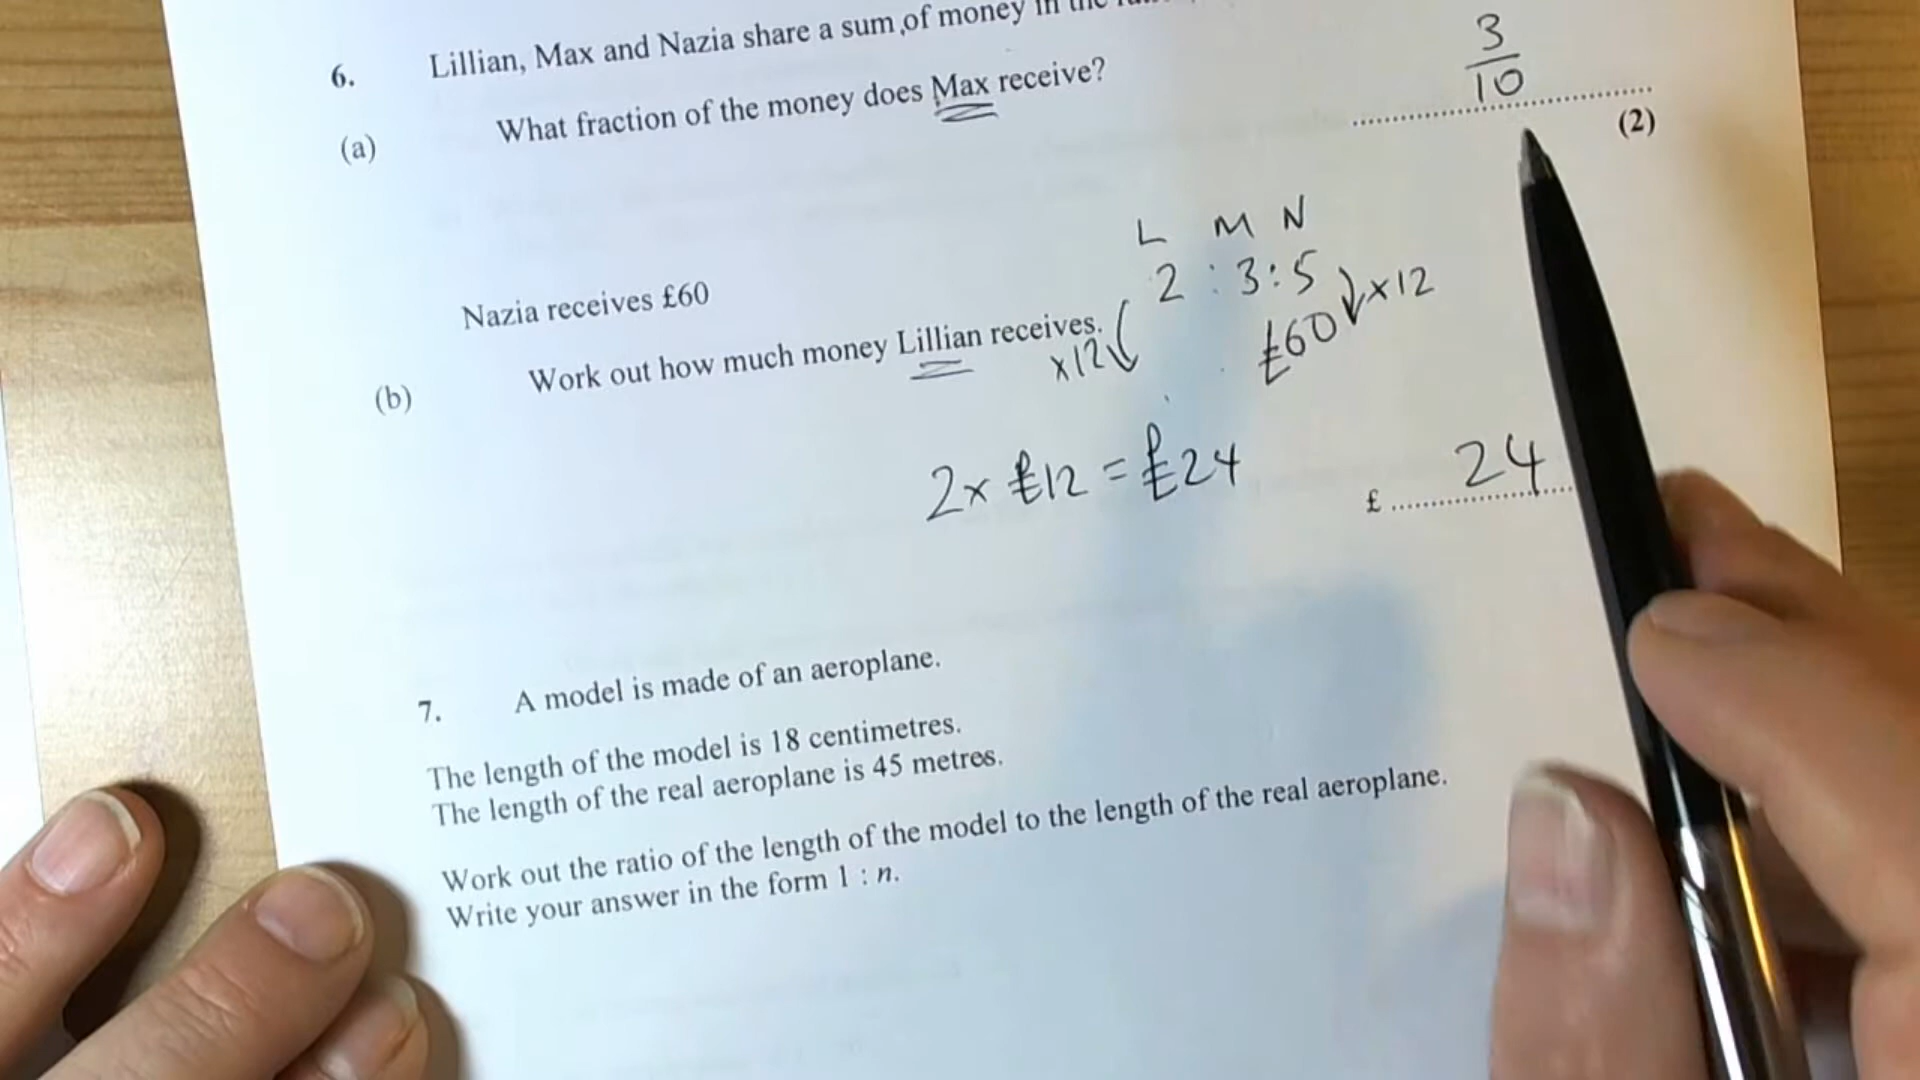 6. Lillian, Max and Nazia share a sum of money in the
3
10
(a) What fraction of the money does Max receive?
(2)
L M N
2 : 3 : 5
x12
Nazia receives £60
£60
(b) Work out how much money Lillian receives.
x12
2 x £12 = £24
£ 24
7. A model is made of an aeroplane.
The length of the model is 18 centimetres.
The length of the real aeroplane is 45 metres.
Work out the ratio of the length of the model to the length of the real aeroplane.
Write your answer in the form 1 : n.